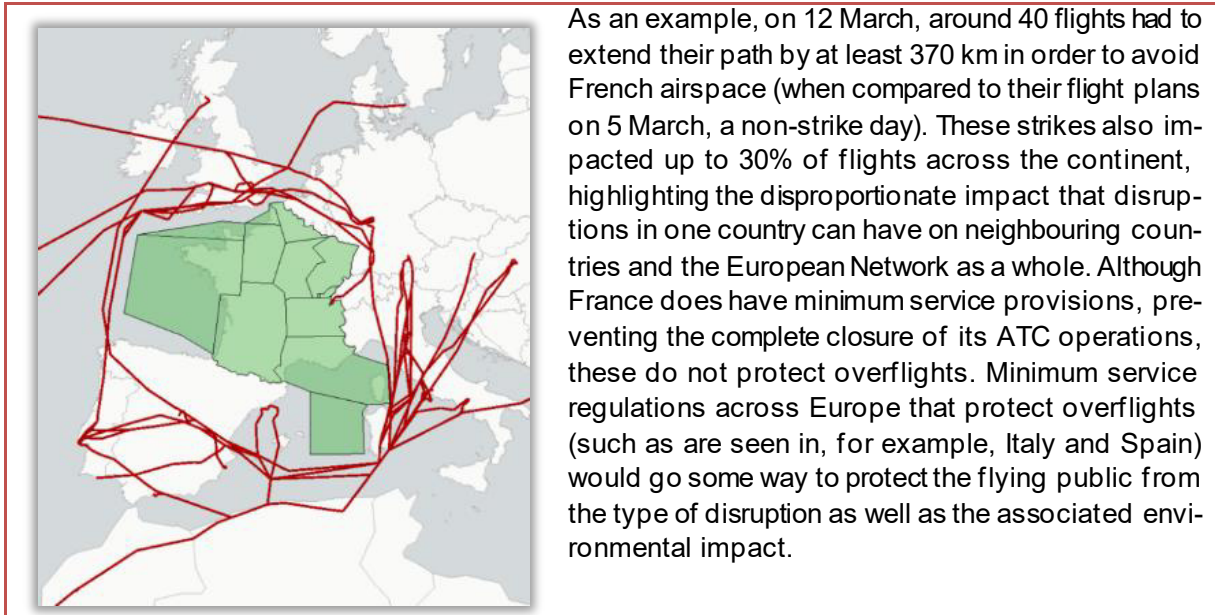 As an example, on 12 March, around 40 flights had to
extend their path by at least 370 km in order to avoid
French airspace (when compared to their flight plans
on 5 March, a non-strike day). These strikes also im-
pacted up to 30% of flights across the continent,
highlighting the disproportionate impact that disrup-
tions in one country can have on neighbouring coun-
tries and the European Network as a whole. Although
France does have minimum service provisions, pre-
venting the complete closure of its ATC operations,
these do not protect overflights. Minimum service
regulations across Europe that protect overflights
(such as are seen in, for example, Italy and Spain)
would go some way to protect the flying public from
the type of disruption as well as the associated envi-
ronmental impact.